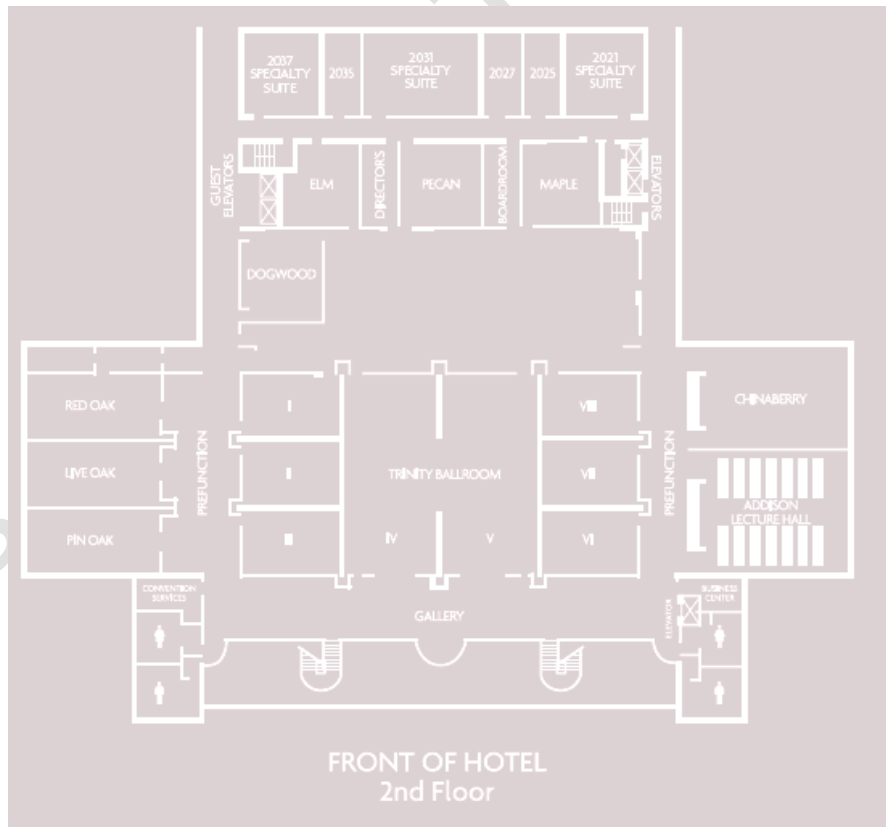 2037
SPECIALTY
SUITE
2035
2031
SPECIALTY
SUITE
2027
2025
2021
SPECIALTY
SUITE
GUEST
ELEVATORS
ELM
DIRECTOR'S
PECAN
BOARDROOM
MAPLE
ELEVATORS
DOGWOOD
RED OAK
I
VIII
CHINABERRY
PREFUNCTION
LIVE OAK
II
TRINITY BALLROOM
VII
PREFUNCTION
ADDISON
LECTURE HALL
PIN OAK
III
IV
V
VI
CONVENTION
SERVICES
GALLERY
ELEVATOR
BUSINESS
CENTER
FRONT OF HOTEL
2nd Floor